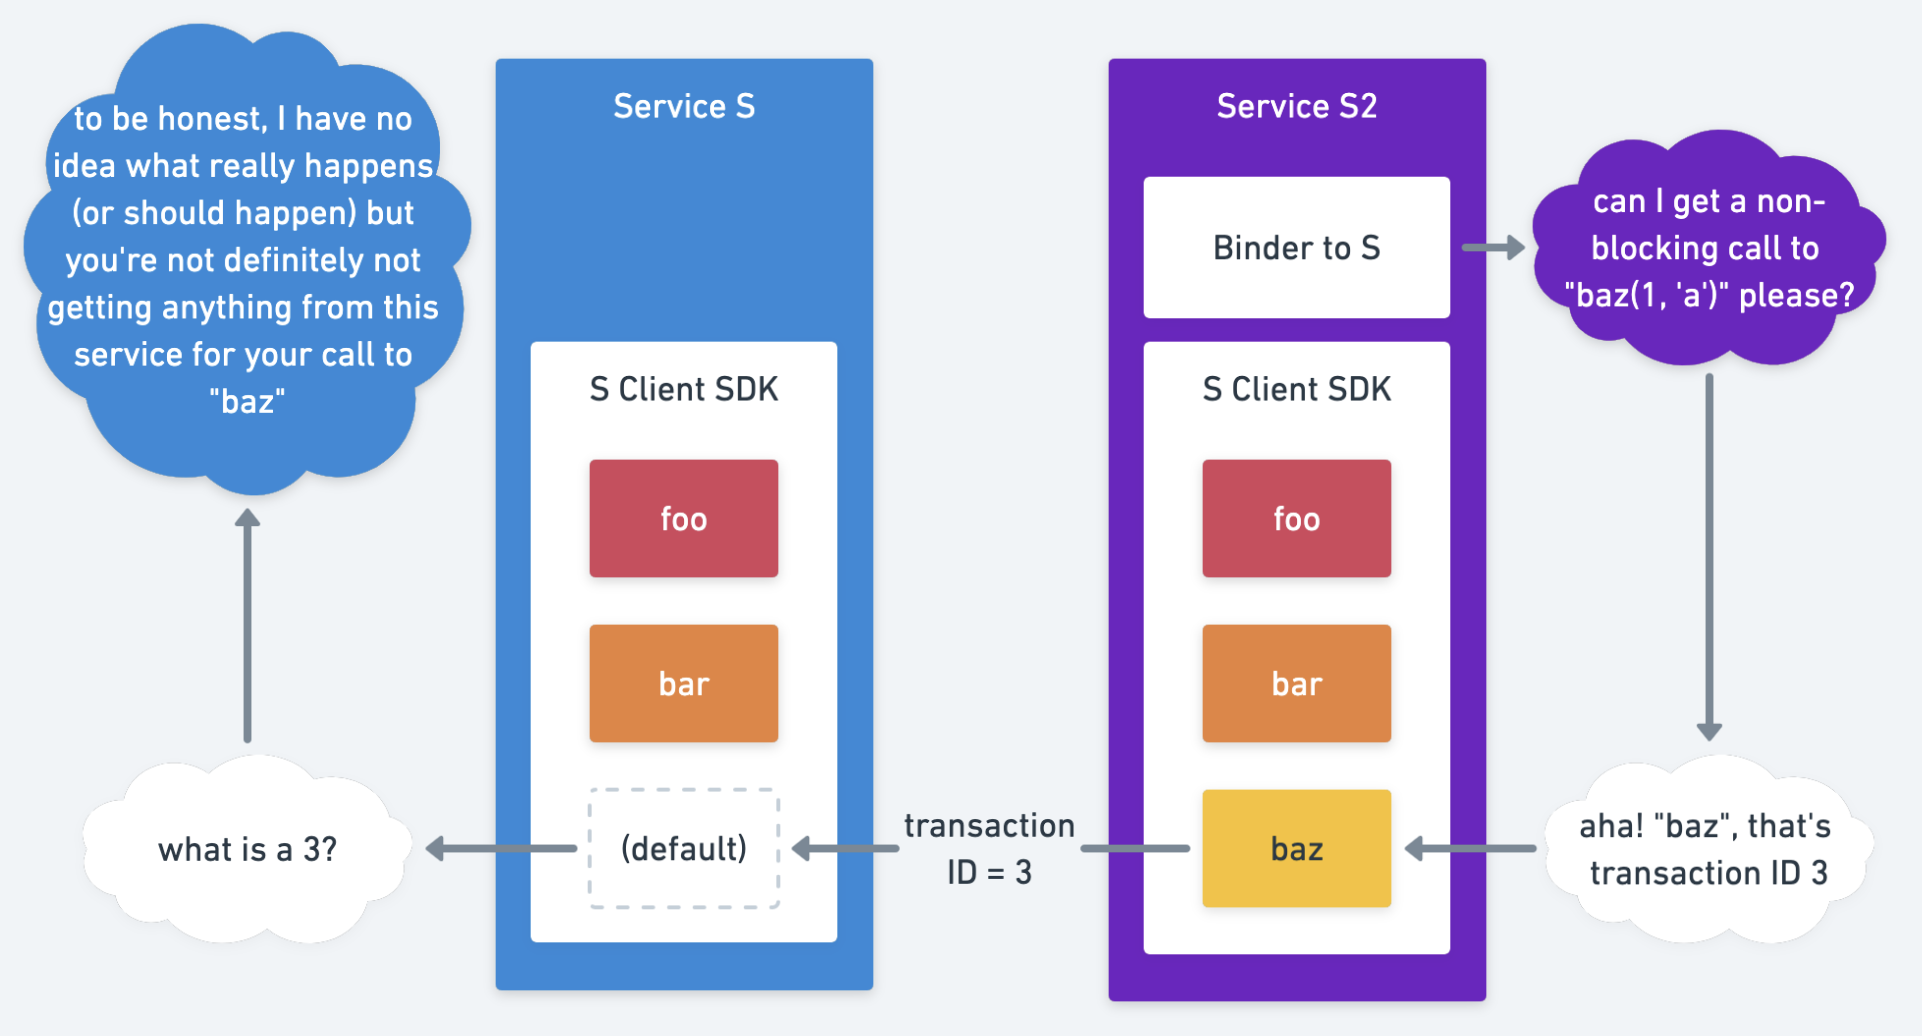 to be honest, I have no
idea what really happens
(or should happen) but
you're not definitely not
getting anything from this
service for your call to
"baz"
what is a 3?
Service S
S Client SDK
foo
bar
(default)
transaction
ID = 3
Service S2
Binder to S
S Client SDK
foo
bar
baz
can I get a non-
blocking call to
"baz(1, 'a')" please?
aha! "baz", that's
transaction ID 3